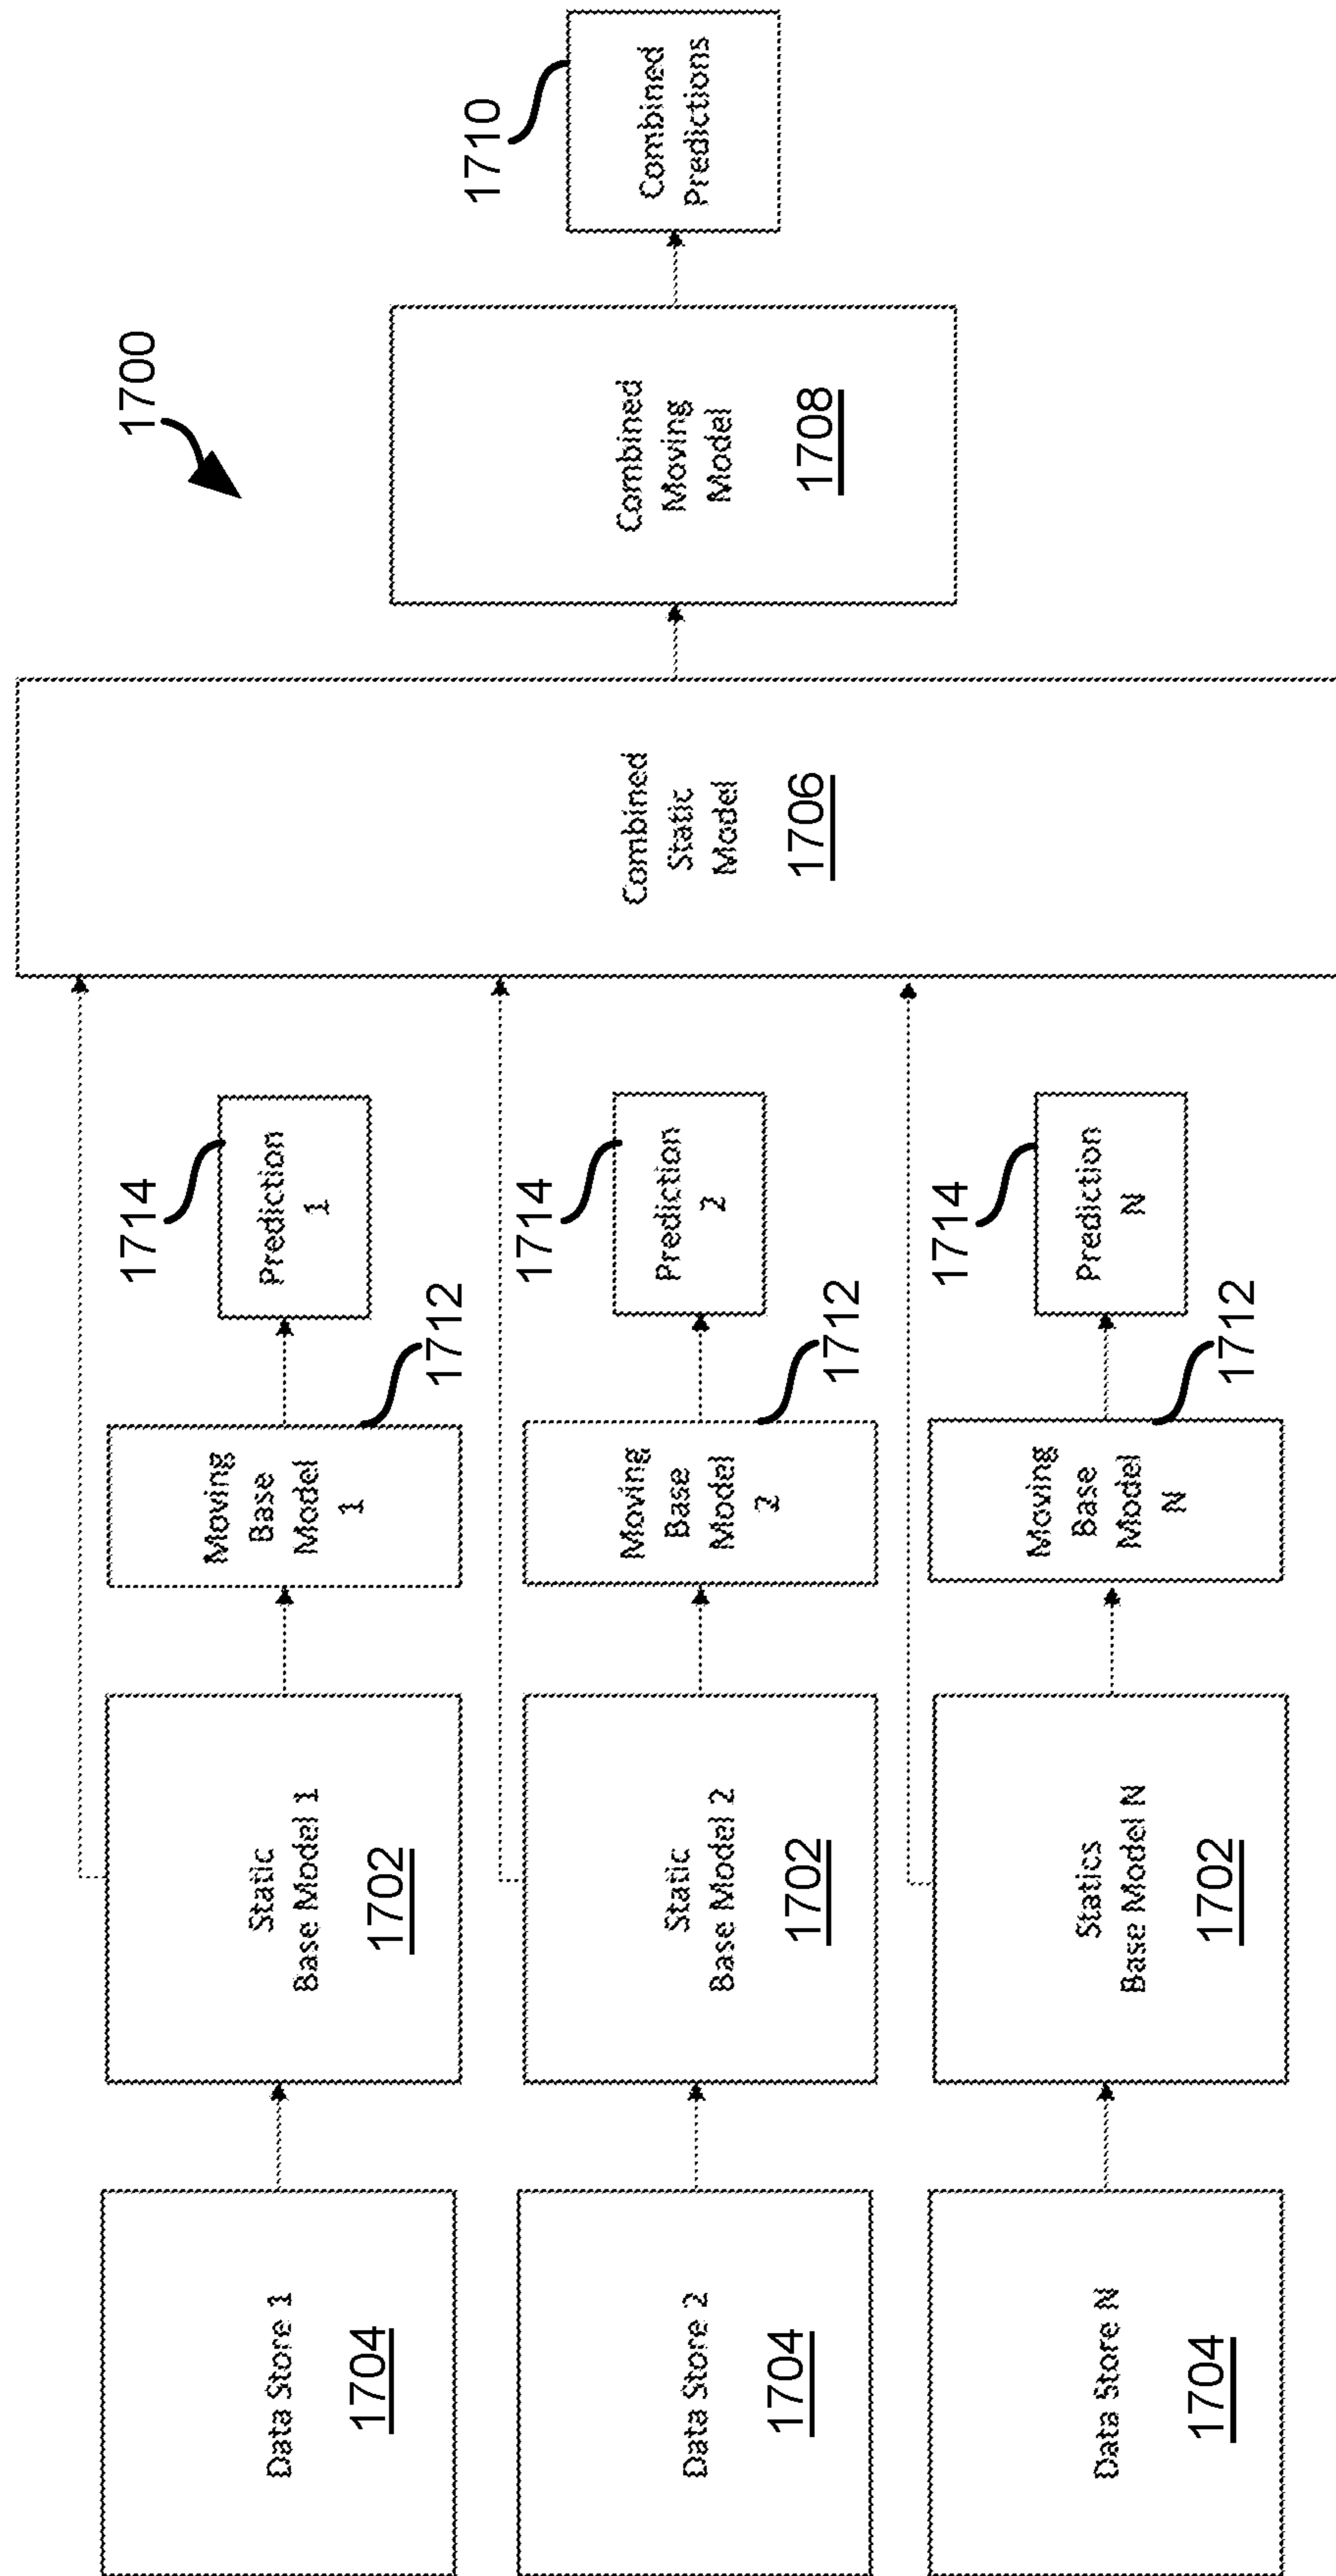 1700
Data Store 1
1704
Static
Base Model 1
1702
Moving
Base
Model
1
1712
Prediction
1
1714
Data Store 2
1704
Static
Base Model 2
1702
Moving
Base
Model
2
1712
Prediction
2
1714
Data Store N
1704
Statics
Base Model N
1702
Moving
Base
Model
N
1712
Prediction
N
1714
Combined
Static
Model
1706
Combined
Moving
Model
1708
Combined
Predictions
1710